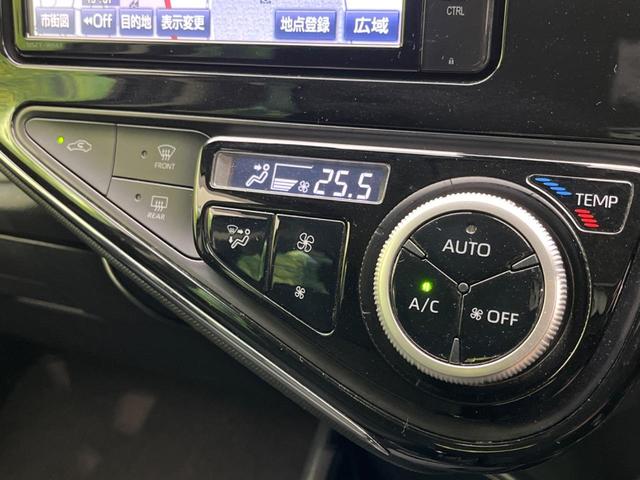 CTRL
市街図 ◀◀Off 目的地 表示変更 地点登録 広域
FRONT
REAR
25.5
TEMP
AUTO
A/C
OFF